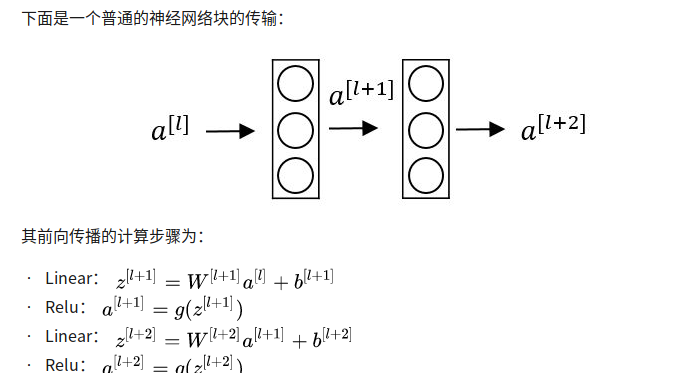 下面是一个普通的神经网络块的传输：
a^[l+1]
a^[l] a^[l+2]
其前向传播的计算步骤为：
· Linear： z^[l+1] = W^[l+1]a^[l] + b^[l+1]
· Relu： a^[l+1] = g(z^[l+1])
· Linear： z^[l+2] = W^[l+2]a^[l+1] + b^[l+2]
· Relu： a^[l+2] = g(z^[l+2])